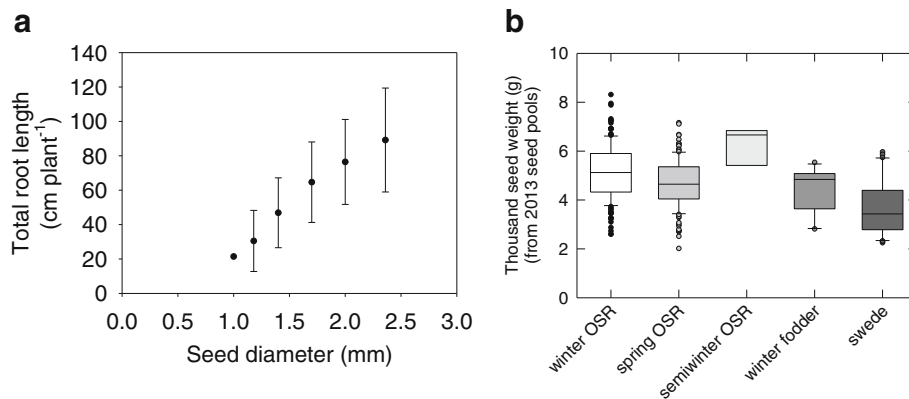 a
Total root length
(cm plant-1)
140
120
100
80
60
40
20
0
0.0 0.5 1.0 1.5 2.0 2.5 3.0
Seed diameter (mm)
b
Thousand seed weight (g)
(from 2013 seed pools)
10
8
6
4
2
0
winter OSR
spring OSR
semiwinter OSR
winter fodder
swede